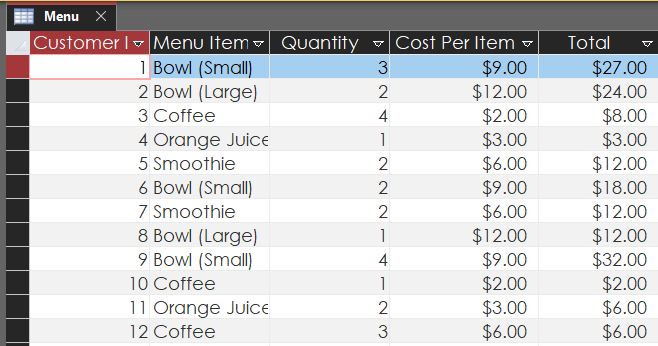 Menu
Customer I Menu Item Quantity Cost Per Item Total
1 Bowl (Small) 3 $9.00 $27.00
2 Bowl (Large) 2 $12.00 $24.00
3 Coffee 4 $2.00 $8.00
4 Orange Juice 1 $3.00 $3.00
5 Smoothie 2 $6.00 $12.00
6 Bowl (Small) 2 $9.00 $18.00
7 Smoothie 2 $6.00 $12.00
8 Bowl (Large) 1 $12.00 $12.00
9 Bowl (Small) 4 $9.00 $32.00
10 Coffee 1 $2.00 $2.00
11 Orange Juice 2 $3.00 $6.00
12 Coffee 3 $6.00 $6.00